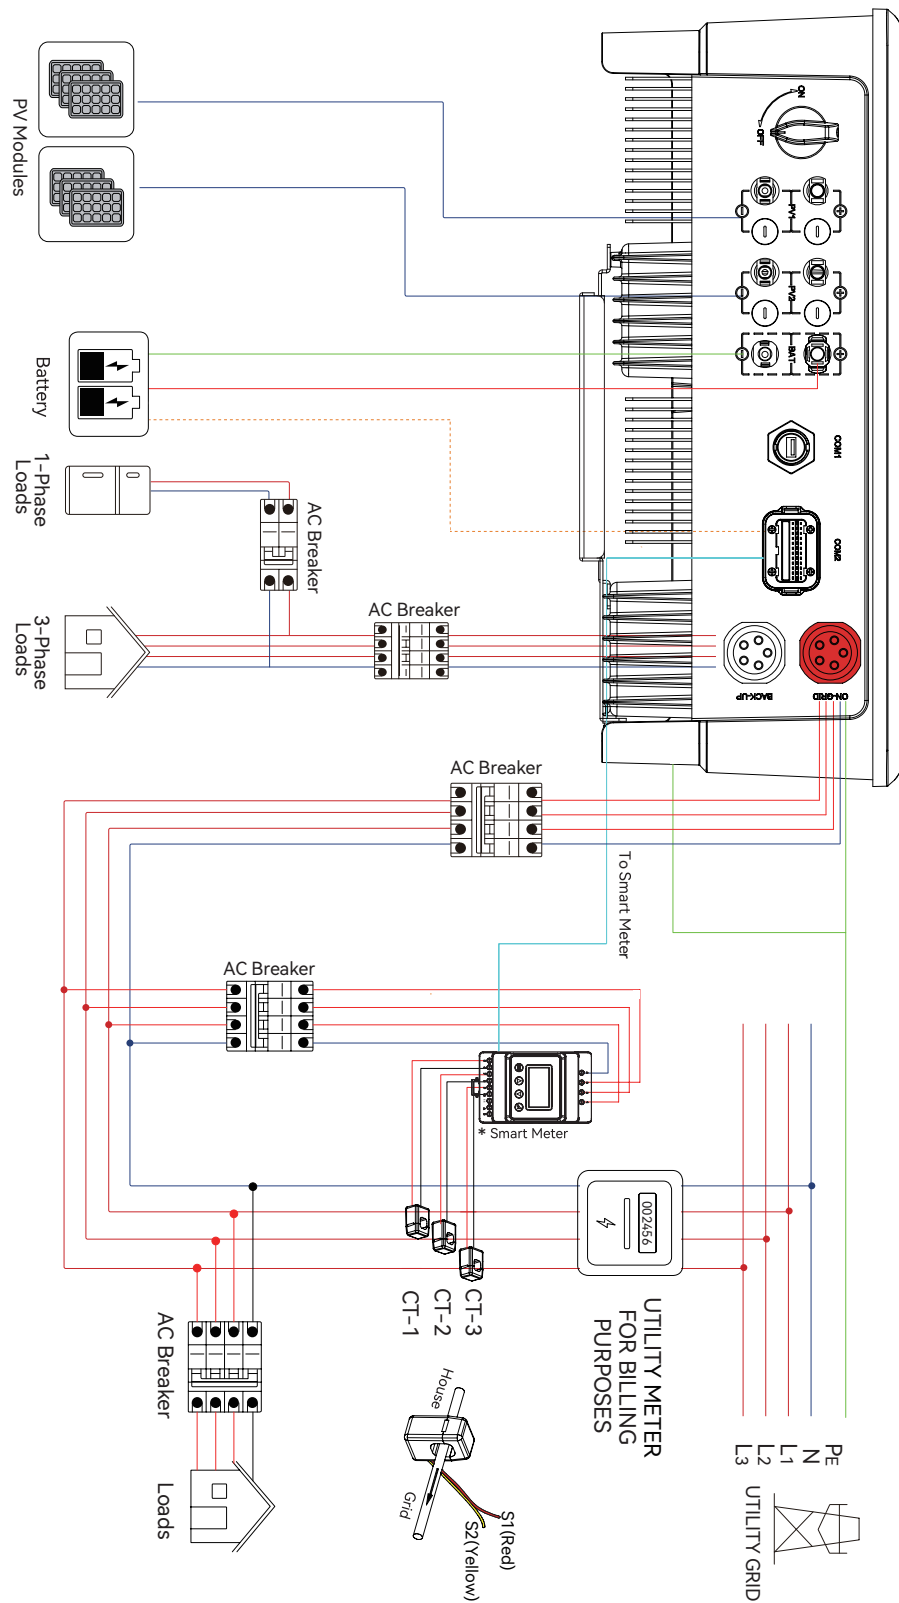 ON
OFF
PV1
PV2
BAT
COM1
COM2
BACK-UP
ON-GRID
PV Modules
Battery
1-Phase
Loads
3-Phase
Loads
AC Breaker
AC Breaker
AC Breaker
To Smart Meter
AC Breaker
* Smart Meter
002456
CT-1
CT-2
CT-3
UTILITY METER
FOR BILLING
PURPOSES
AC Breaker
Loads
House
Grid
S1(Red)
S2(Yellow)
PE
N
L1
L2
L3
UTILITY GRID